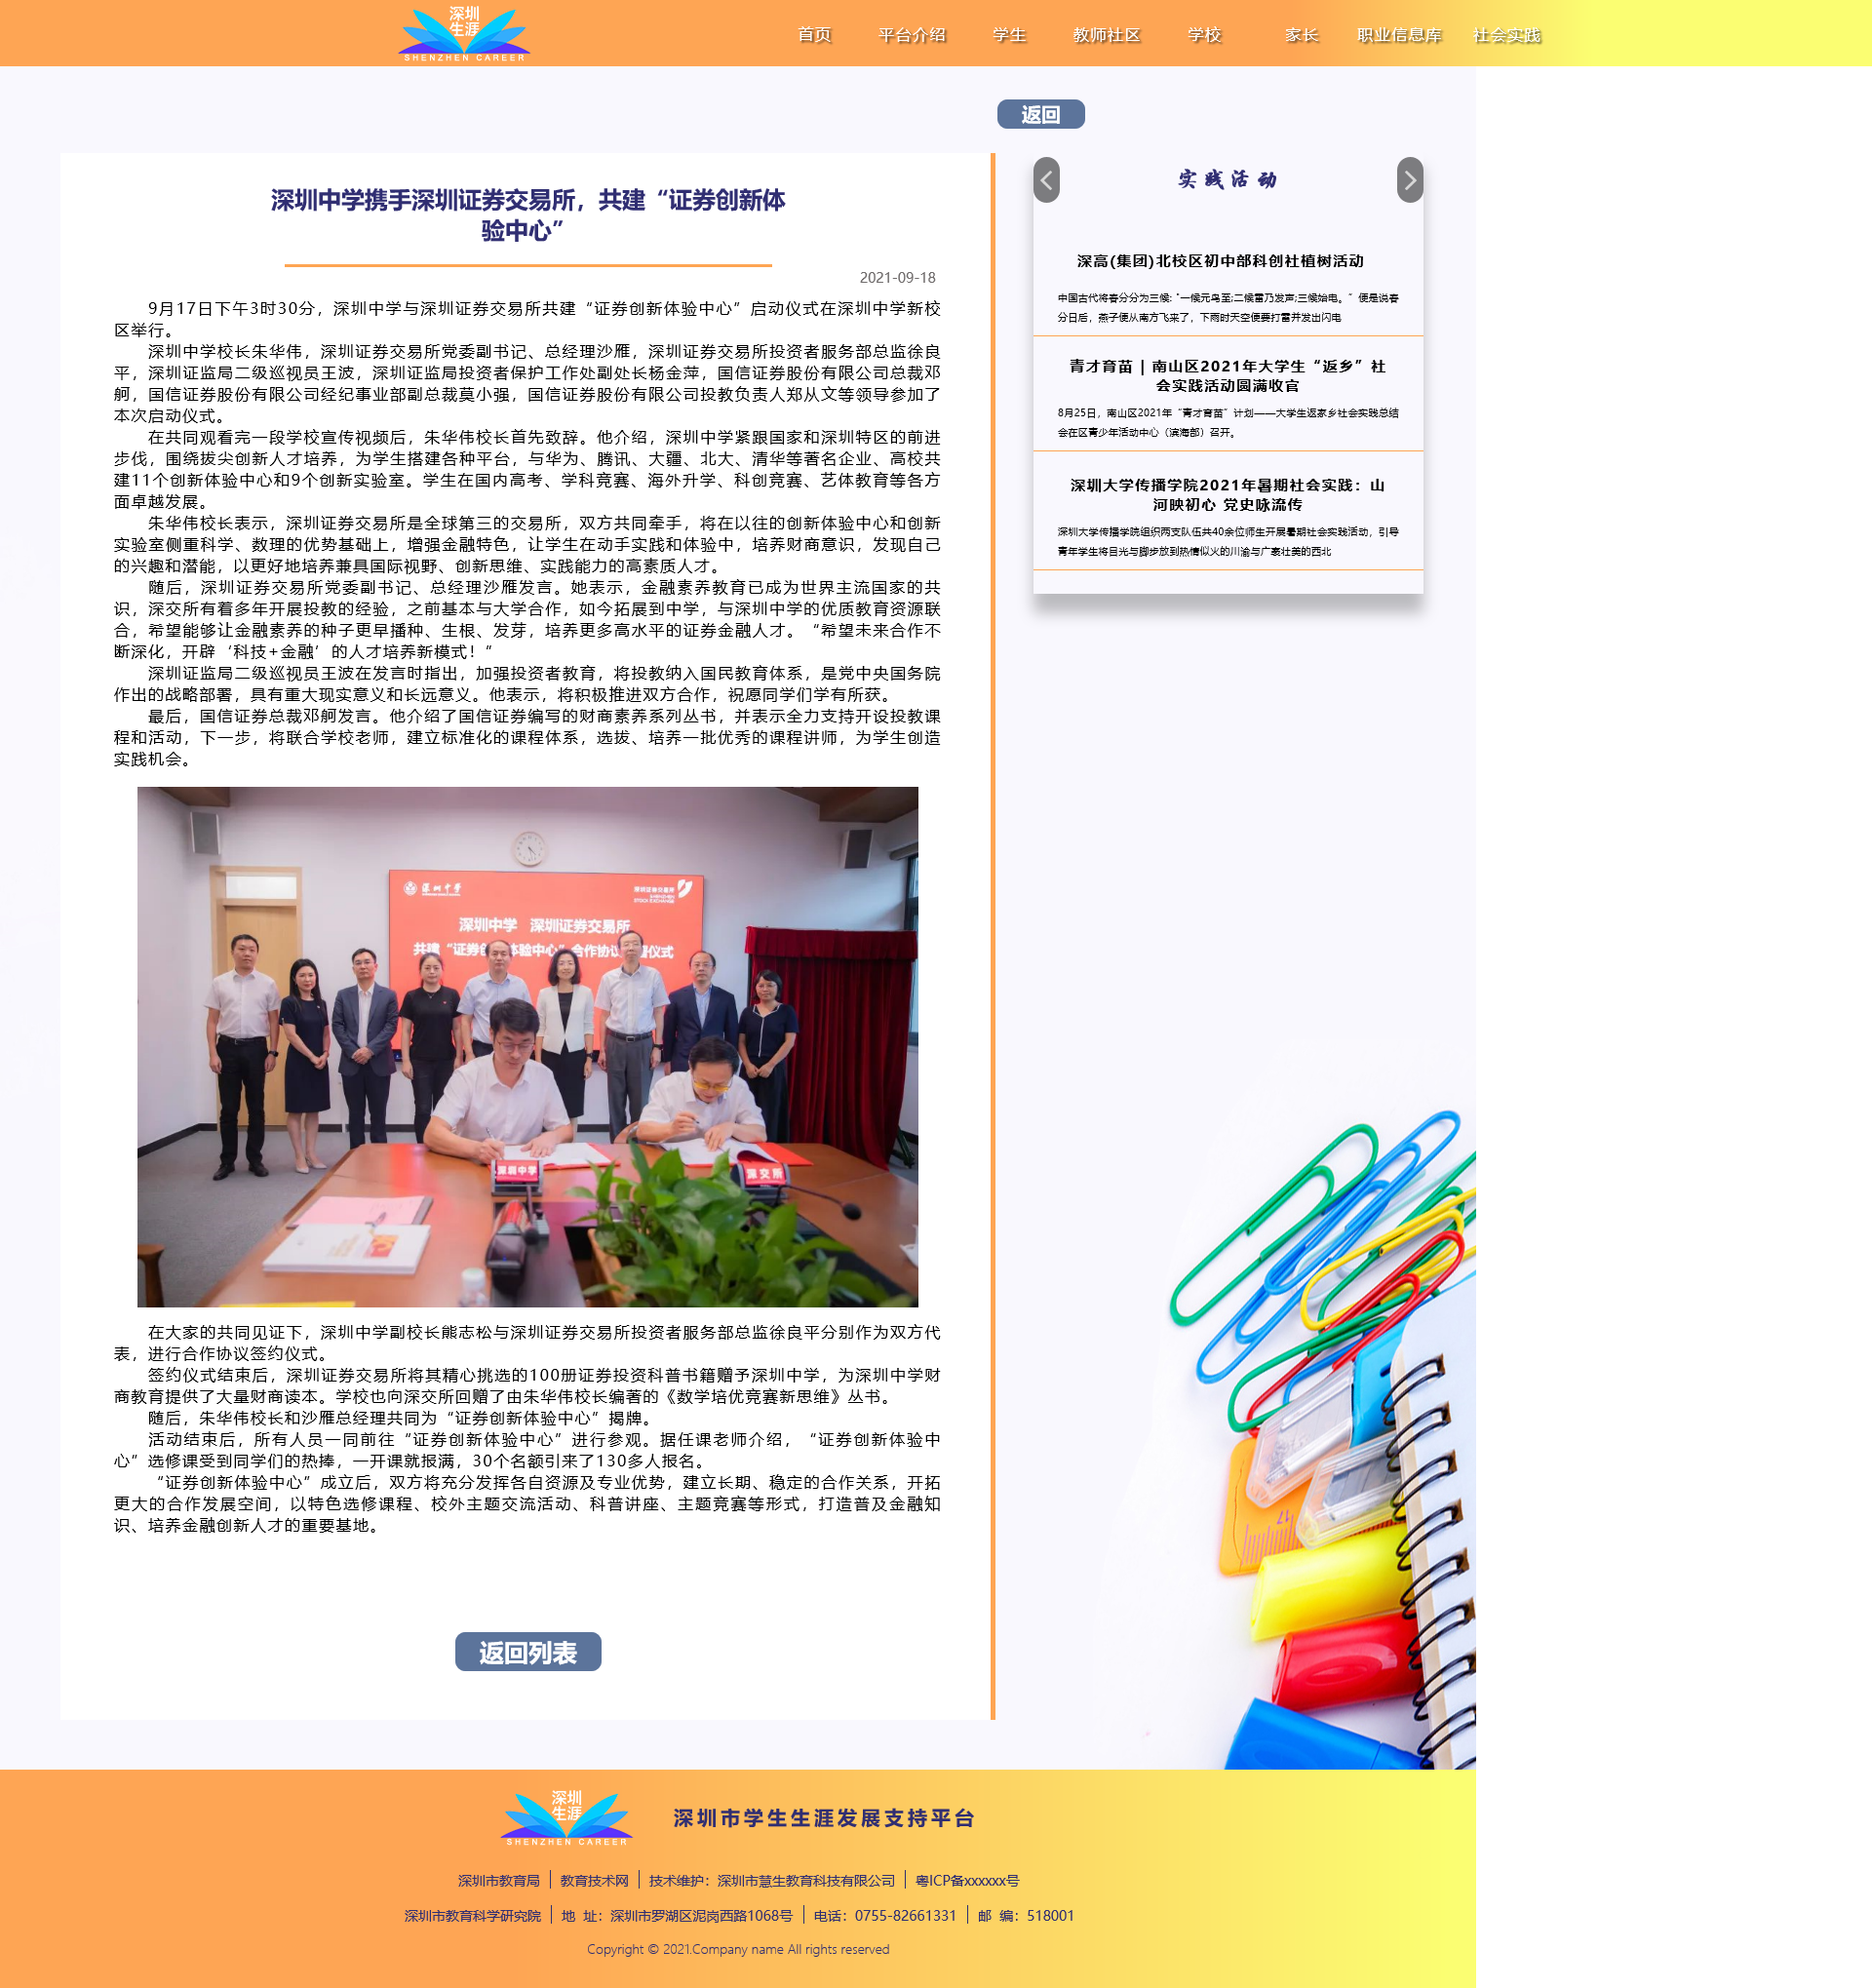 深圳
生涯
SHENZHEN CAREER
首页 平台介绍 学生 教师社区 学校 家长 职业信息库 社会实践
返回
深圳中学携手深圳证券交易所，共建“证券创新体
验中心”
2021-09-18
9月17日下午3时30分，深圳中学与深圳证券交易所共建“证券创新体验中心”启动仪式在深圳中学新校
区举行。
深圳中学校长朱华伟，深圳证券交易所党委副书记、总经理沙雁，深圳证券交易所投资者服务部总监徐良
平，深圳证监局二级巡视员王波，深圳证监局投资者保护工作处副处长杨金萍，国信证券股份有限公司总裁邓
舸，国信证券股份有限公司经纪事业部副总裁莫小强，国信证券股份有限公司投教负责人郑从文等领导参加了
本次启动仪式。
在共同观看完一段学校宣传视频后，朱华伟校长首先致辞。他介绍，深圳中学紧跟国家和深圳特区的前进
步伐，围绕拔尖创新人才培养，为学生搭建各种平台，与华为、腾讯、大疆、北大、清华等著名企业、高校共
建11个创新体验中心和9个创新实验室。学生在国内高考、学科竞赛、海外升学、科创竞赛、艺体教育等各方
面卓越发展。
朱华伟校长表示，深圳证券交易所是全球第三的交易所，双方共同牵手，将在以往的创新体验中心和创新
实验室侧重科学、数理的优势基础上，增强金融特色，让学生在动手实践和体验中，培养财商意识，发现自己
的兴趣和潜能，以更好地培养兼具国际视野、创新思维、实践能力的高素质人才。
随后，深圳证券交易所党委副书记、总经理沙雁发言。她表示，金融素养教育已成为世界主流国家的共
识，深交所有着多年开展投教的经验，之前基本与大学合作，如今拓展到中学，与深圳中学的优质教育资源联
合，希望能够让金融素养的种子更早播种、生根、发芽，培养更多高水平的证券金融人才。“希望未来合作不
断深化，开辟‘科技+金融’的人才培养新模式！”
深圳证监局二级巡视员王波在发言时指出，加强投资者教育，将投教纳入国民教育体系，是党中央国务院
作出的战略部署，具有重大现实意义和长远意义。他表示，将积极推进双方合作，祝愿同学们学有所获。
最后，国信证券总裁邓舸发言。他介绍了国信证券编写的财商素养系列丛书，并表示全力支持开设投教课
程和活动，下一步，将联合学校老师，建立标准化的课程体系，选拔、培养一批优秀的课程讲师，为学生创造
实践机会。
深圳中学
深圳证券交易所
SHENZHEN
STOCK EXCHANGE
深圳中学 深圳证券交易所
共建“证券创 体验中心”合作协议 仪式
深圳中学
深交所
在大家的共同见证下，深圳中学副校长熊志松与深圳证券交易所投资者服务部总监徐良平分别作为双方代
表，进行合作协议签约仪式。
签约仪式结束后，深圳证券交易所将其精心挑选的100册证券投资科普书籍赠予深圳中学，为深圳中学财
商教育提供了大量财商读本。学校也向深交所回赠了由朱华伟校长编著的《数学培优竞赛新思维》丛书。
随后，朱华伟校长和沙雁总经理共同为“证券创新体验中心”揭牌。
活动结束后，所有人员一同前往“证券创新体验中心”进行参观。据任课老师介绍，“证券创新体验中
心”选修课受到同学们的热捧，一开课就报满，30个名额引来了130多人报名。
“证券创新体验中心”成立后，双方将充分发挥各自资源及专业优势，建立长期、稳定的合作关系，开拓
更大的合作发展空间，以特色选修课程、校外主题交流活动、科普讲座、主题竞赛等形式，打造普及金融知
识、培养金融创新人才的重要基地。
返回列表
实践活动
深高(集团)北校区初中部科创社植树活动
中国古代将春分分为三候:“一候元鸟至;二候雷乃发声;三候始电。”便是说春
分日后，燕子便从南方飞来了，下雨时天空便要打雷并发出闪电
青才育苗 | 南山区2021年大学生“返乡”社
会实践活动圆满收官
8月25日，南山区2021年“青才育苗”计划——大学生返家乡社会实践总结
会在区青少年活动中心（滨海部）召开。
深圳大学传播学院2021年暑期社会实践：山
河映初心 党史咏流传
深圳大学传播学院组织两支队伍共40余位师生开展暑期社会实践活动，引导
青年学生将目光与脚步放到热情似火的川渝与广袤壮美的西北
17
深圳
生涯
SHENZHEN CAREER
深圳市学生生涯发展支持平台
深圳市教育局 教育技术网 技术维护：深圳市慧生教育科技有限公司 粤ICP备xxxxxx号
深圳市教育科学研究院 地 址：深圳市罗湖区泥岗西路1068号 电话：0755-82661331 邮 编：518001
Copyright © 2021.Company name All rights reserved